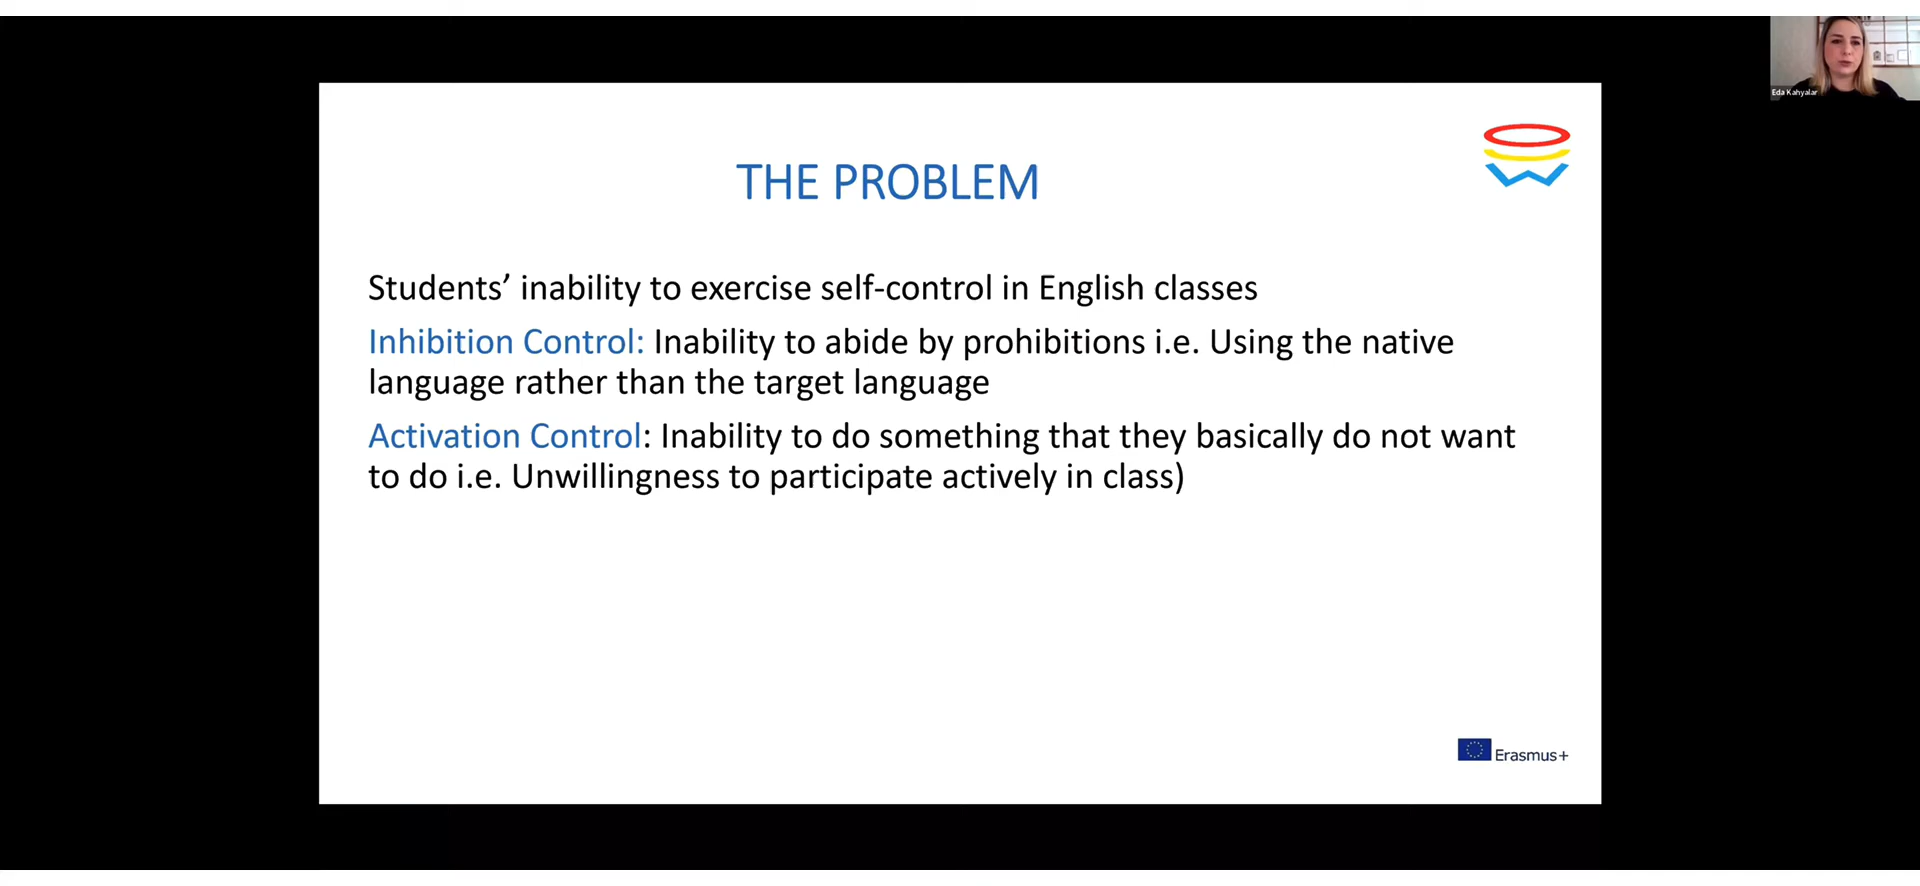 Eda Kahyalar
THE PROBLEM
Students’ inability to exercise self-control in English classes
Inhibition Control: Inability to abide by prohibitions i.e. Using the native
language rather than the target language
Activation Control: Inability to do something that they basically do not want
to do i.e. Unwillingness to participate actively in class)
Erasmus+